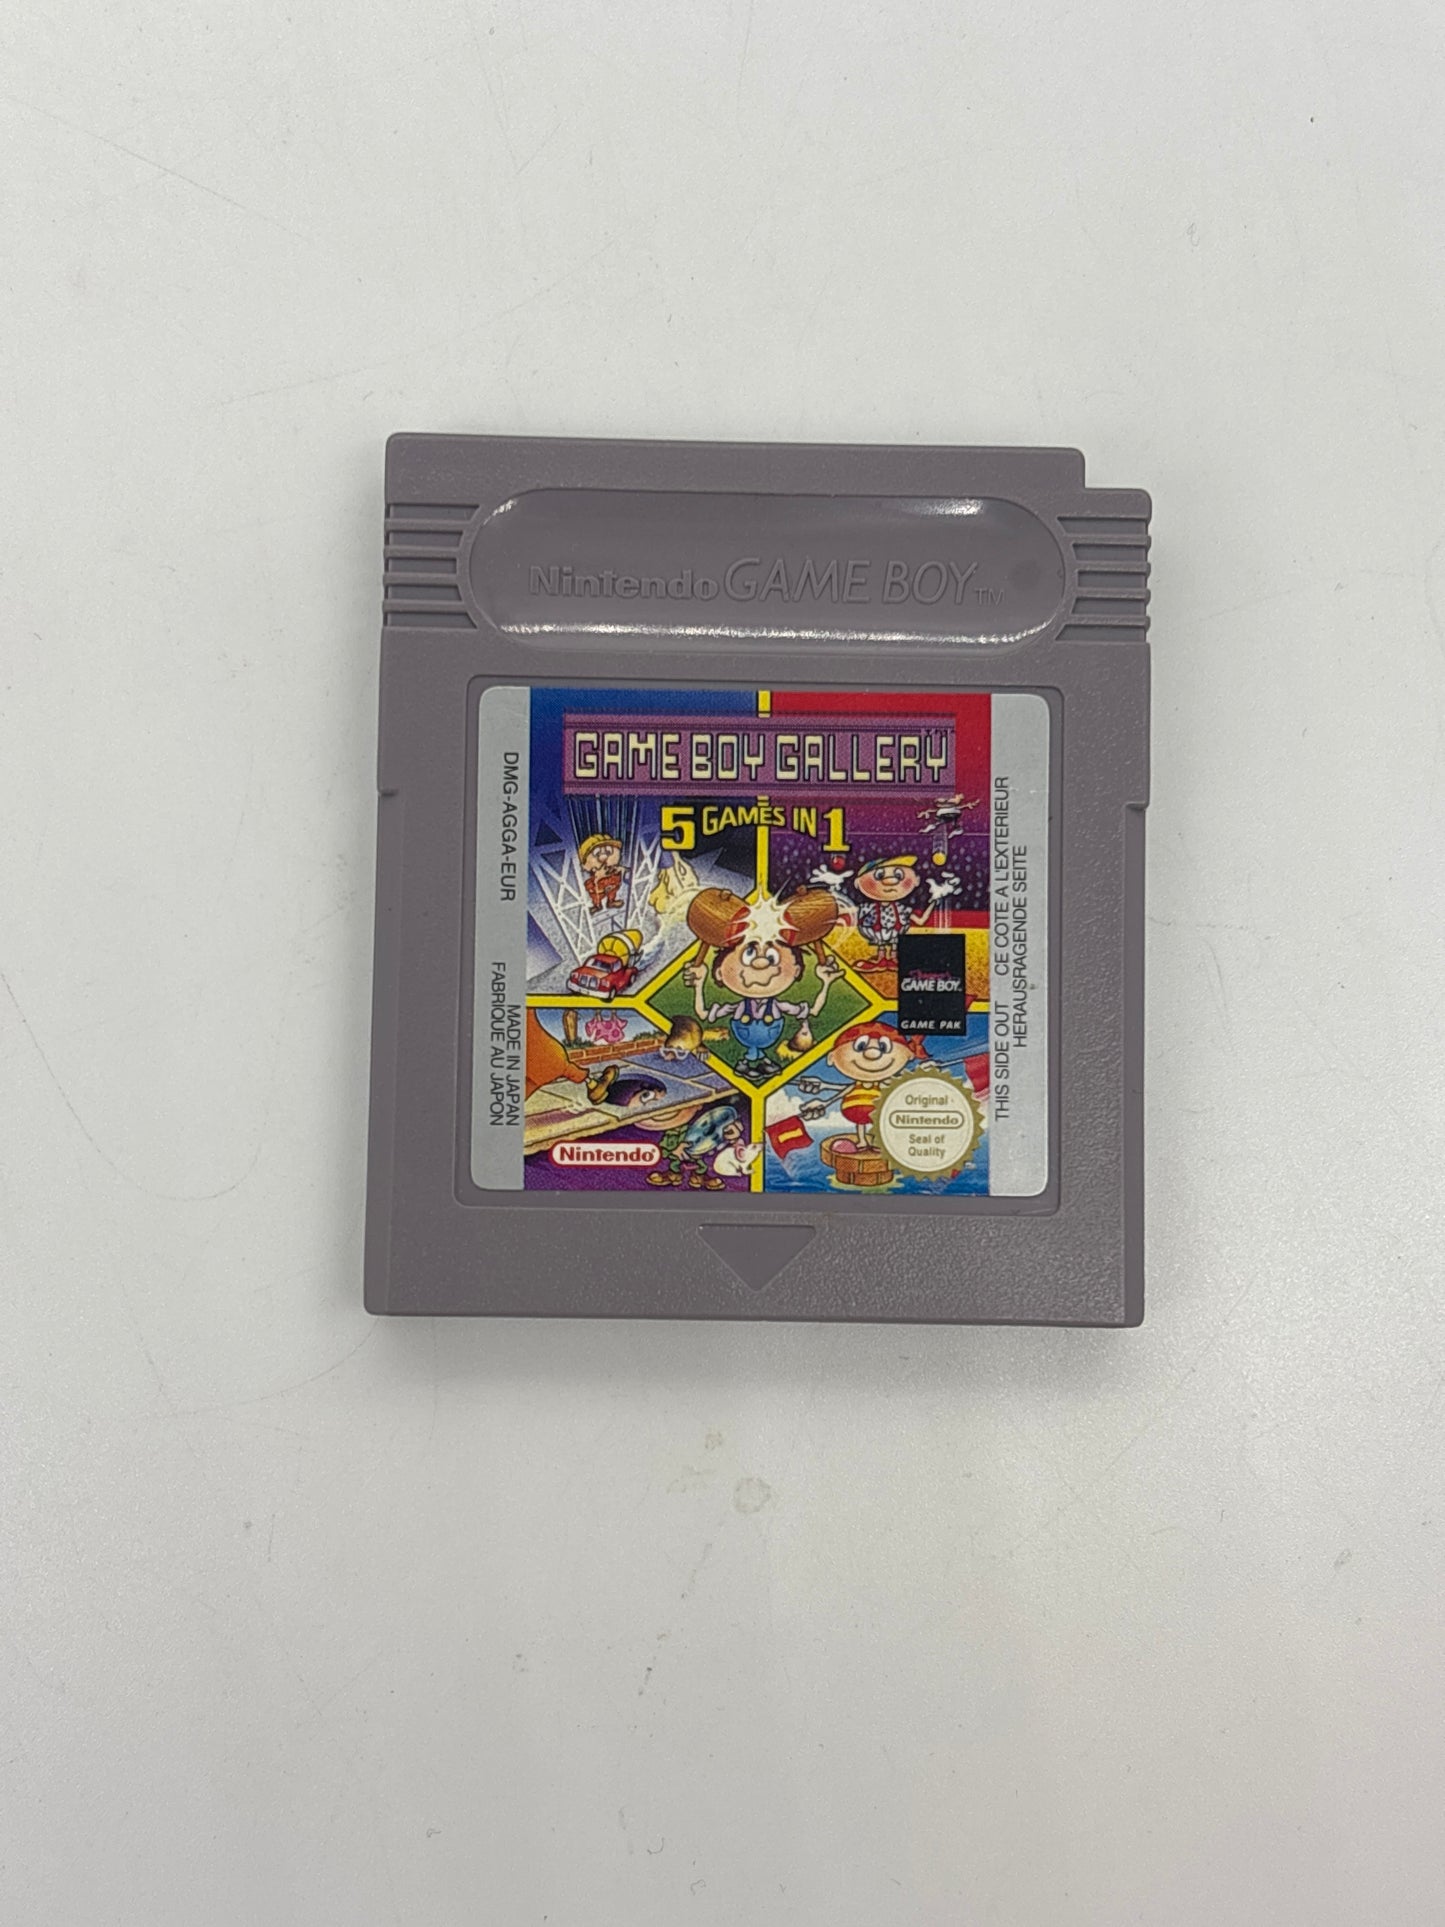 Nintendo GAME BOY TM
GAME BOY GALLERY TM
5 GAMES IN 1
DMG-AGGA-EUR
MADE IN JAPAN
FABRIQUE AU JAPON
THIS SIDE OUT CE COTE A L'EXTERIEUR
HERAUSRAGENDE SEITE
GAME BOY
GAME PAK
1
Nintendo
Original
Nintendo
Seal of
Quality